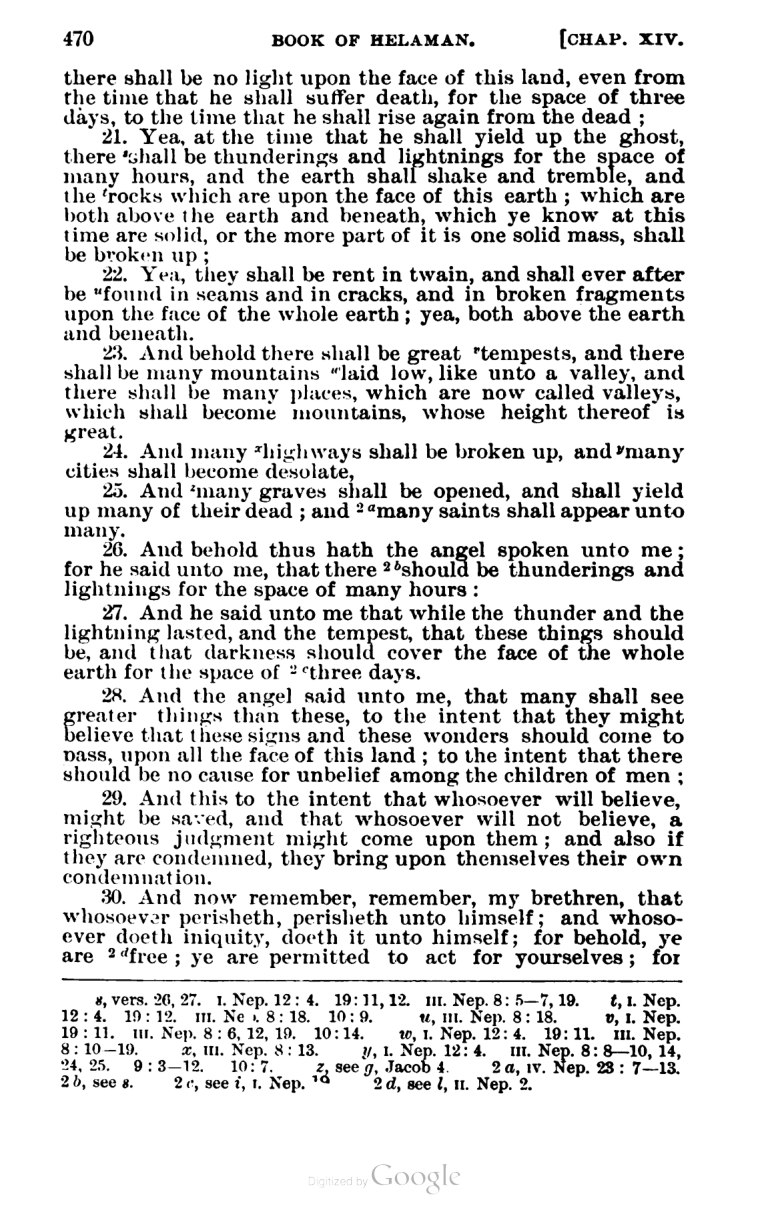 470 BOOK OF HELAMAN. [CHAP. XIV.
there shall be no light upon the face of this land, even from
the time that he shall suffer death, for the space of three
days, to the time that he shall rise again from the dead ;
21. Yea, at the time that he shall yield up the ghost,
there ˢshall be thunderings and lightnings for the space of
many hours, and the earth shall shake and tremble, and
the ᵗrocks which are upon the face of this earth ; which are
both above the earth and beneath, which ye know at this
time are solid, or the more part of it is one solid mass, shall
be broken up ;
22. Yea, they shall be rent in twain, and shall ever after
be ᵘfound in seams and in cracks, and in broken fragments
upon the face of the whole earth ; yea, both above the earth
and beneath.
23. And behold there shall be great ᵛtempests, and there
shall be many mountains ʷlaid low, like unto a valley, and
there shall be many places, which are now called valleys,
which shall become mountains, whose height thereof is
great.
24. And many ˣhighways shall be broken up, and ʸmany
cities shall become desolate,
25. And ᶻmany graves shall be opened, and shall yield
up many of their dead ; and ²ᵃmany saints shall appear unto
many.
26. And behold thus hath the angel spoken unto me ;
for he said unto me, that there ²ᵇshould be thunderings and
lightnings for the space of many hours :
27. And he said unto me that while the thunder and the
lightning lasted, and the tempest, that these things should
be, and that darkness should cover the face of the whole
earth for the space of ²ᶜthree days.
28. And the angel said unto me, that many shall see
greater things than these, to the intent that they might
believe that these signs and these wonders should come to
pass, upon all the face of this land ; to the intent that there
should be no cause for unbelief among the children of men ;
29. And this to the intent that whosoever will believe,
might be saved, and that whosoever will not believe, a
righteous judgment might come upon them ; and also if
they are condemned, they bring upon themselves their own
condemnation.
30. And now remember, remember, my brethren, that
whosoever perisheth, perisheth unto himself ; and whoso-
ever doeth iniquity, doeth it unto himself ; for behold, ye
are ²ᵈfree ; ye are permitted to act for yourselves ; for
s, vers. 26, 27. I. Nep. 12 : 4. 19 : 11, 12. III. Nep. 8 : 5—7, 19. t, I. Nep.
12 : 4. 19 : 12. III. Ne . 8 : 18. 10 : 9. u, III. Nep. 8 : 18. v, I. Nep.
19 : 11. III. Nep. 8 : 6, 12, 19. 10 : 14. w, I. Nep. 12 : 4. 19 : 11. III. Nep.
8 : 10—19. x, III. Nep. 8 : 13. y, I. Nep. 12 : 4. III. Nep. 8 : 8—10, 14,
24, 25. 9 : 3—12. 10 : 7. z, see g, Jacob 4. 2 a, IV. Nep. 23 : 7—13.
2 b, see s. 2 c, see i, I. Nep. 2 d, see l, II. Nep. 2.
Digitized by Google